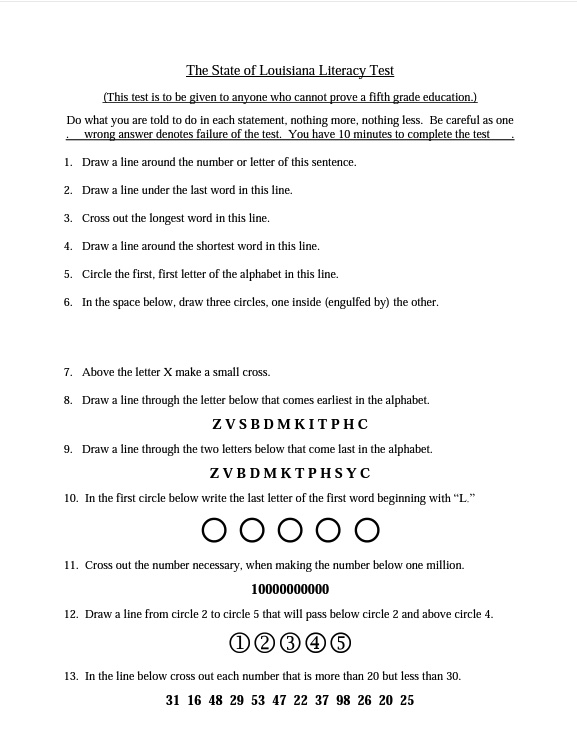 The State of Louisiana Literacy Test
(This test is to be given to anyone who cannot prove a fifth grade education.)
Do what you are told to do in each statement, nothing more, nothing less. Be careful as one
. wrong answer denotes failure of the test. You have 10 minutes to complete the test .
1. Draw a line around the number or letter of this sentence.
2. Draw a line under the last word in this line.
3. Cross out the longest word in this line.
4. Draw a line around the shortest word in this line.
5. Circle the first, first letter of the alphabet in this line.
6. In the space below, draw three circles, one inside (engulfed by) the other.
7. Above the letter X make a small cross.
8. Draw a line through the letter below that comes earliest in the alphabet.
Z V S B D M K I T P H C
9. Draw a line through the two letters below that come last in the alphabet.
Z V B D M K T P H S Y C
10. In the first circle below write the last letter of the first word beginning with “L.”
11. Cross out the number necessary, when making the number below one million.
10000000000
12. Draw a line from circle 2 to circle 5 that will pass below circle 2 and above circle 4.
1 2 3 4 5
13. In the line below cross out each number that is more than 20 but less than 30.
31 16 48 29 53 47 22 37 98 26 20 25